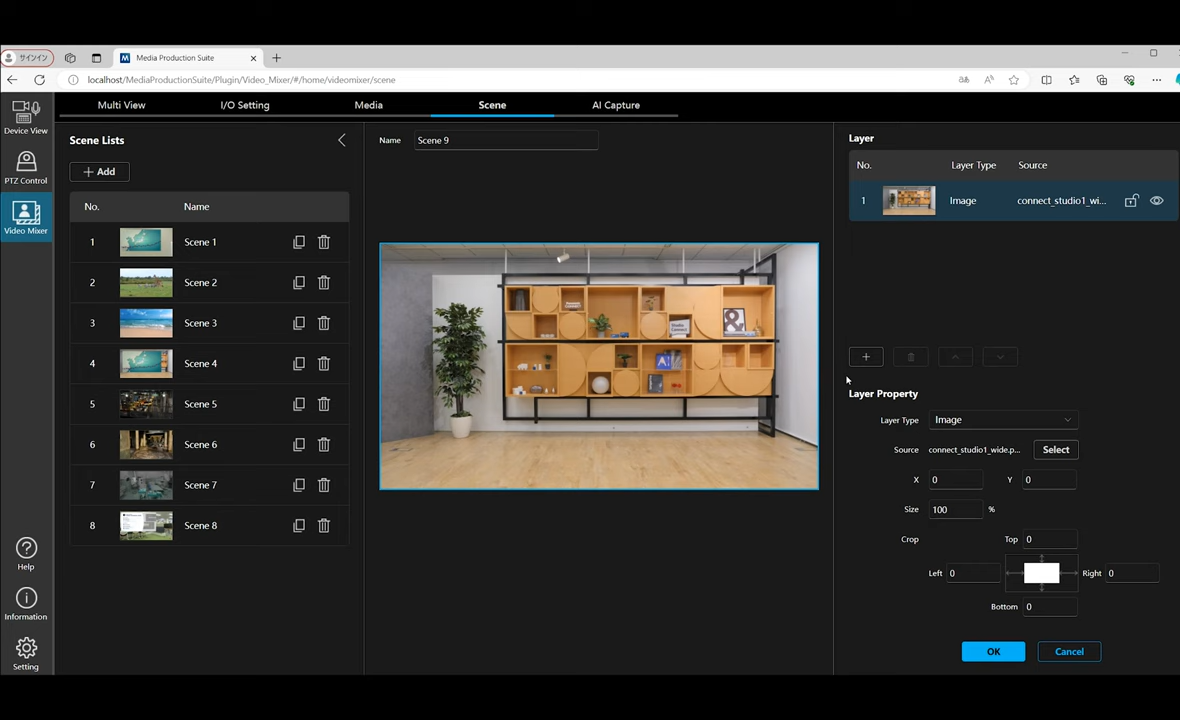 サインイン
Media Production Suite
localhost/MediaProductionSuite/Plugin/Video_Mixer/#/home/videomixer/scene
Device View
PTZ Control
Video Mixer
Help
Information
Setting
Multi View
I/O Setting
Media
Scene
AI Capture
Scene Lists
+ Add
No. Name
1 Scene 1
2 Scene 2
3 Scene 3
4 Scene 4
5 Scene 5
6 Scene 6
7 Scene 7
8 Scene 8
Name Scene 9
Layer
No. Layer Type Source
1 Image connect_studio1_wi...
Layer Property
Layer Type Image
Source connect_studio1_wide.p... Select
X 0 Y 0
Size 100 %
Crop Top 0
Left 0 Right 0
Bottom 0
OK Cancel